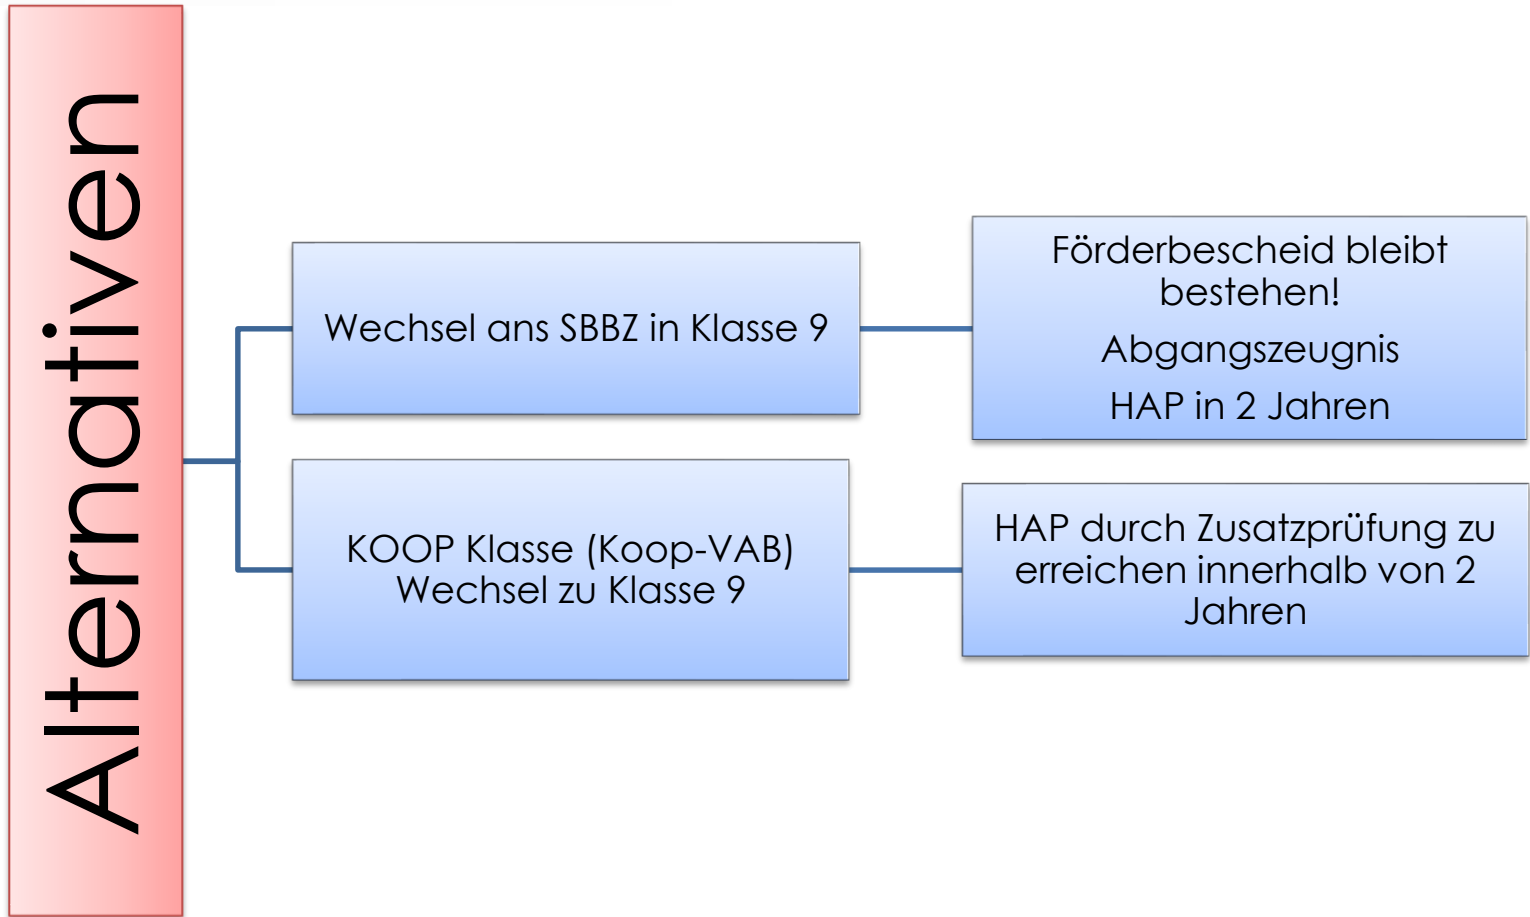 Alternativen
Wechsel ans SBBZ in Klasse 9
Förderbescheid bleibt
bestehen!
Abgangszeugnis
HAP in 2 Jahren
KOOP Klasse (Koop-VAB)
Wechsel zu Klasse 9
HAP durch Zusatzprüfung zu
erreichen innerhalb von 2
Jahren